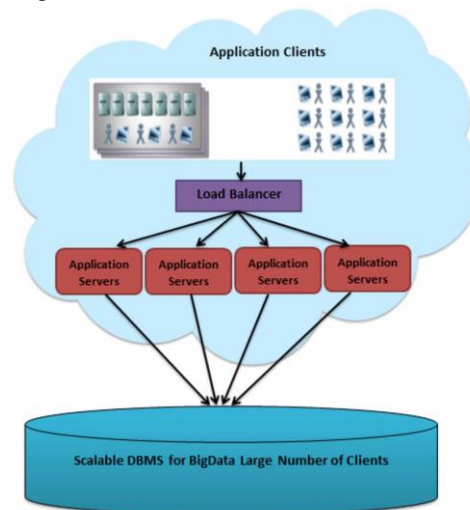 Application Clients
Load Balancer
Application Servers
Application Servers
Application Servers
Application Servers
Scalable DBMS for BigData Large Number of Clients